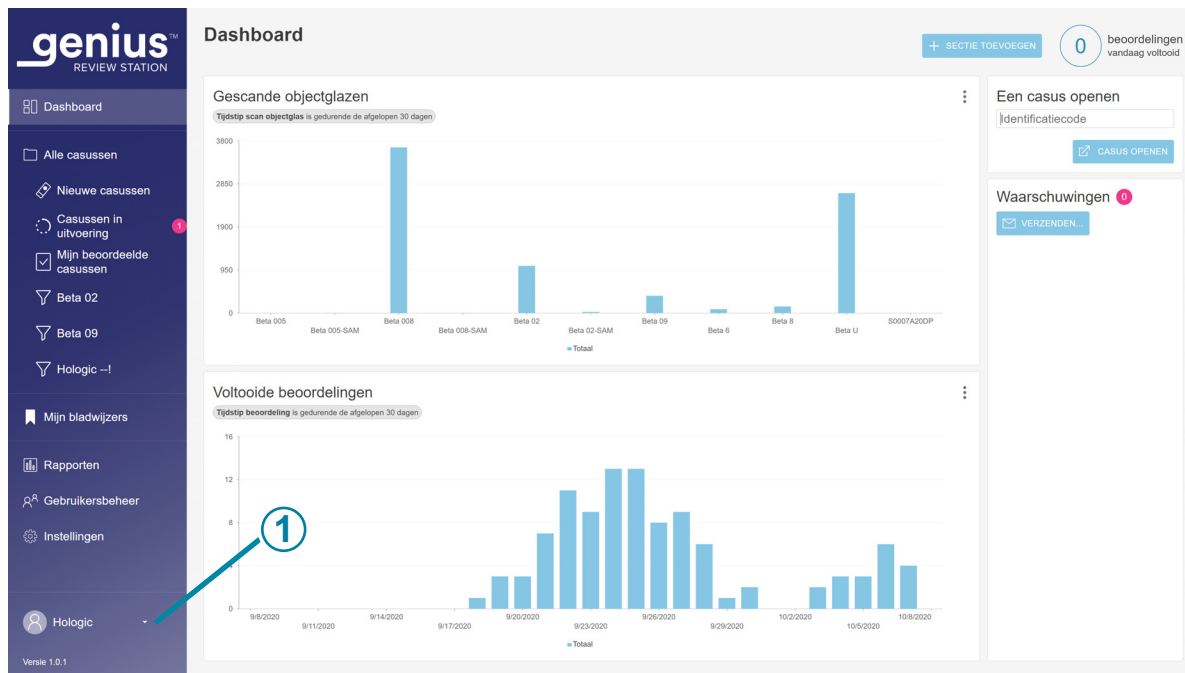 genius™
REVIEW STATION
Dashboard
Alle casussen
Nieuwe casussen
Casussen in
uitvoering
1
Mijn beoordeelde
casussen
Beta 02
Beta 09
Hologic --!
Mijn bladwijzers
Rapporten
Gebruikersbeheer
Instellingen
Hologic
Versie 1.0.1
Dashboard
+ SECTIE TOEVOEGEN
0
beoordelingen
vandaag voltooid
Gescande objectglazen
Tijdstip scan objectglas is gedurende de afgelopen 30 dagen
3800
2850
1900
950
0
Beta 005
Beta 005-SAM
Beta 008
Beta 008-SAM
Beta 02
Beta 02-SAM
Beta 09
Beta 6
Beta 8
Beta U
S0007A20DP
Totaal
Een casus openen
Identificatiecode
CASUS OPENEN
Waarschuwingen 0
VERZENDEN...
Voltooide beoordelingen
Tijdstip beoordeling is gedurende de afgelopen 30 dagen
16
12
8
4
0
9/8/2020
9/11/2020
9/14/2020
9/17/2020
9/20/2020
9/23/2020
9/26/2020
9/29/2020
10/2/2020
10/5/2020
10/8/2020
Totaal
1